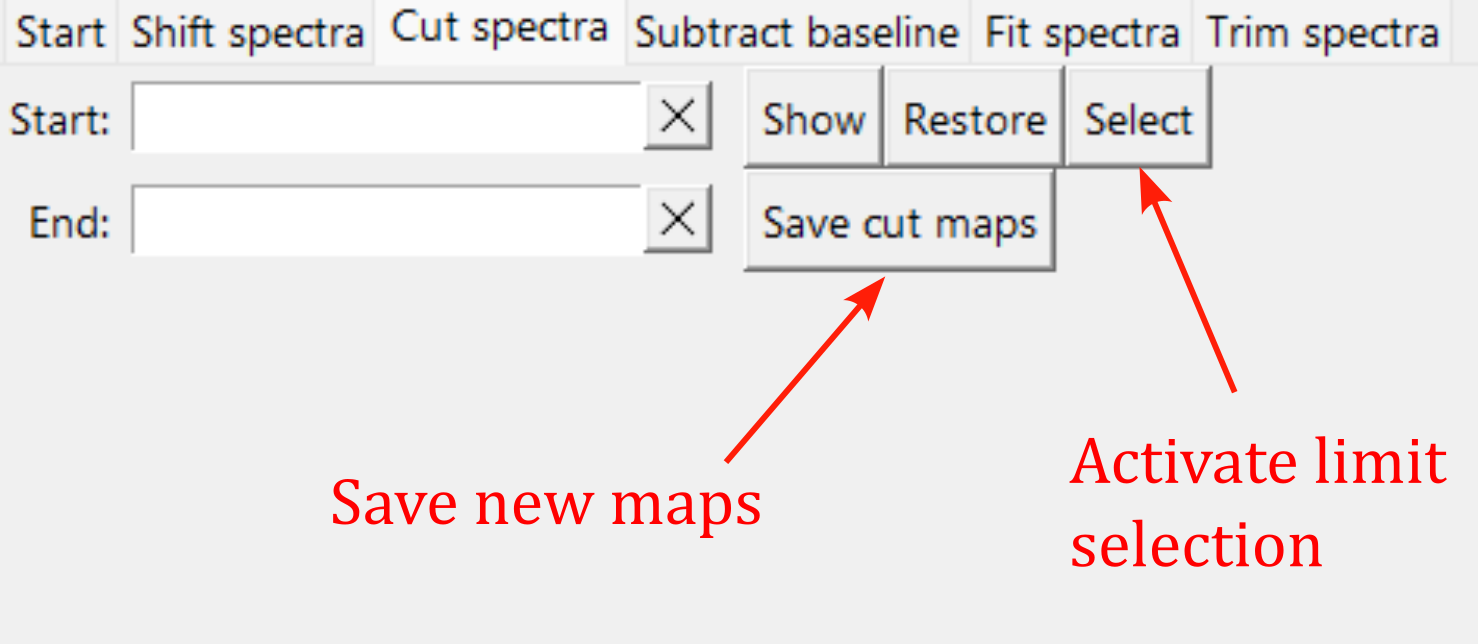 Start Shift spectra Cut spectra Subtract baseline Fit spectra Trim spectra
Start: Show Restore Select
End: Save cut maps
Save new maps
Activate limit
selection